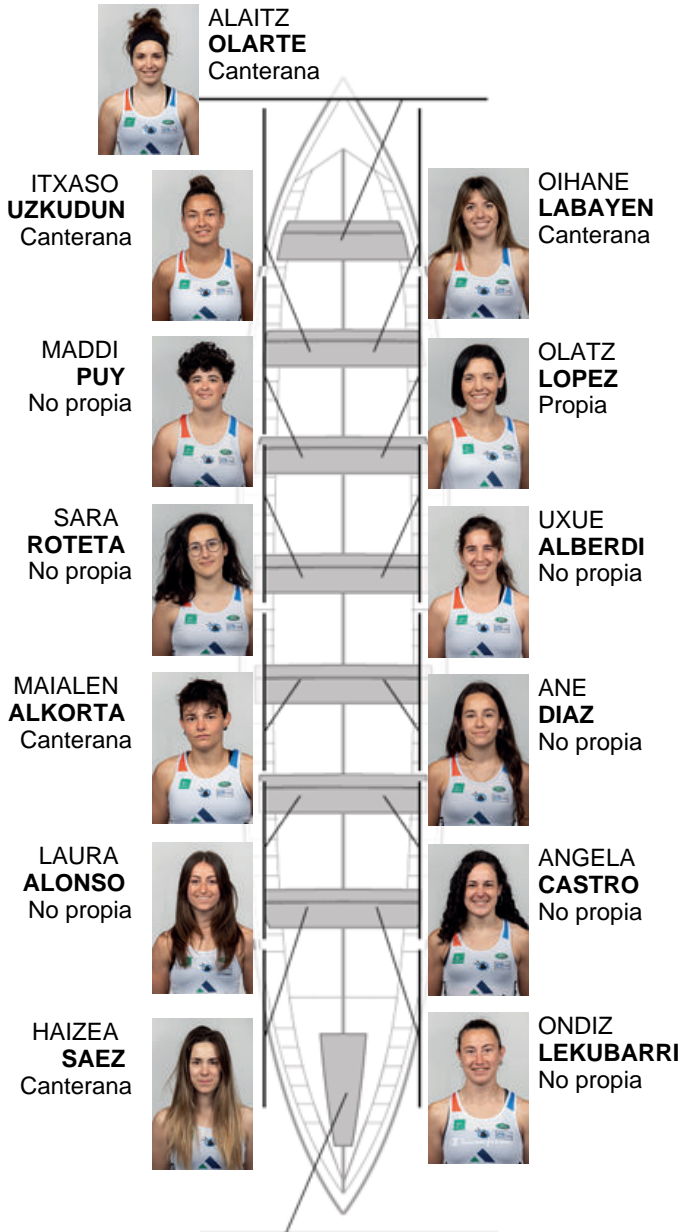 ALAITZ
OLARTE
Canterana
ITXASO
UZKUDUN
Canterana
OIHANE
LABAYEN
Canterana
MADDI
PUY
No propia
OLATZ
LOPEZ
Propia
SARA
ROTETA
No propia
UXUE
ALBERDI
No propia
MAIALEN
ALKORTA
Canterana
ANE
DIAZ
No propia
LAURA
ALONSO
No propia
ANGELA
CASTRO
No propia
HAIZEA
SAEZ
Canterana
ONDIZ
LEKUBARRI
No propia